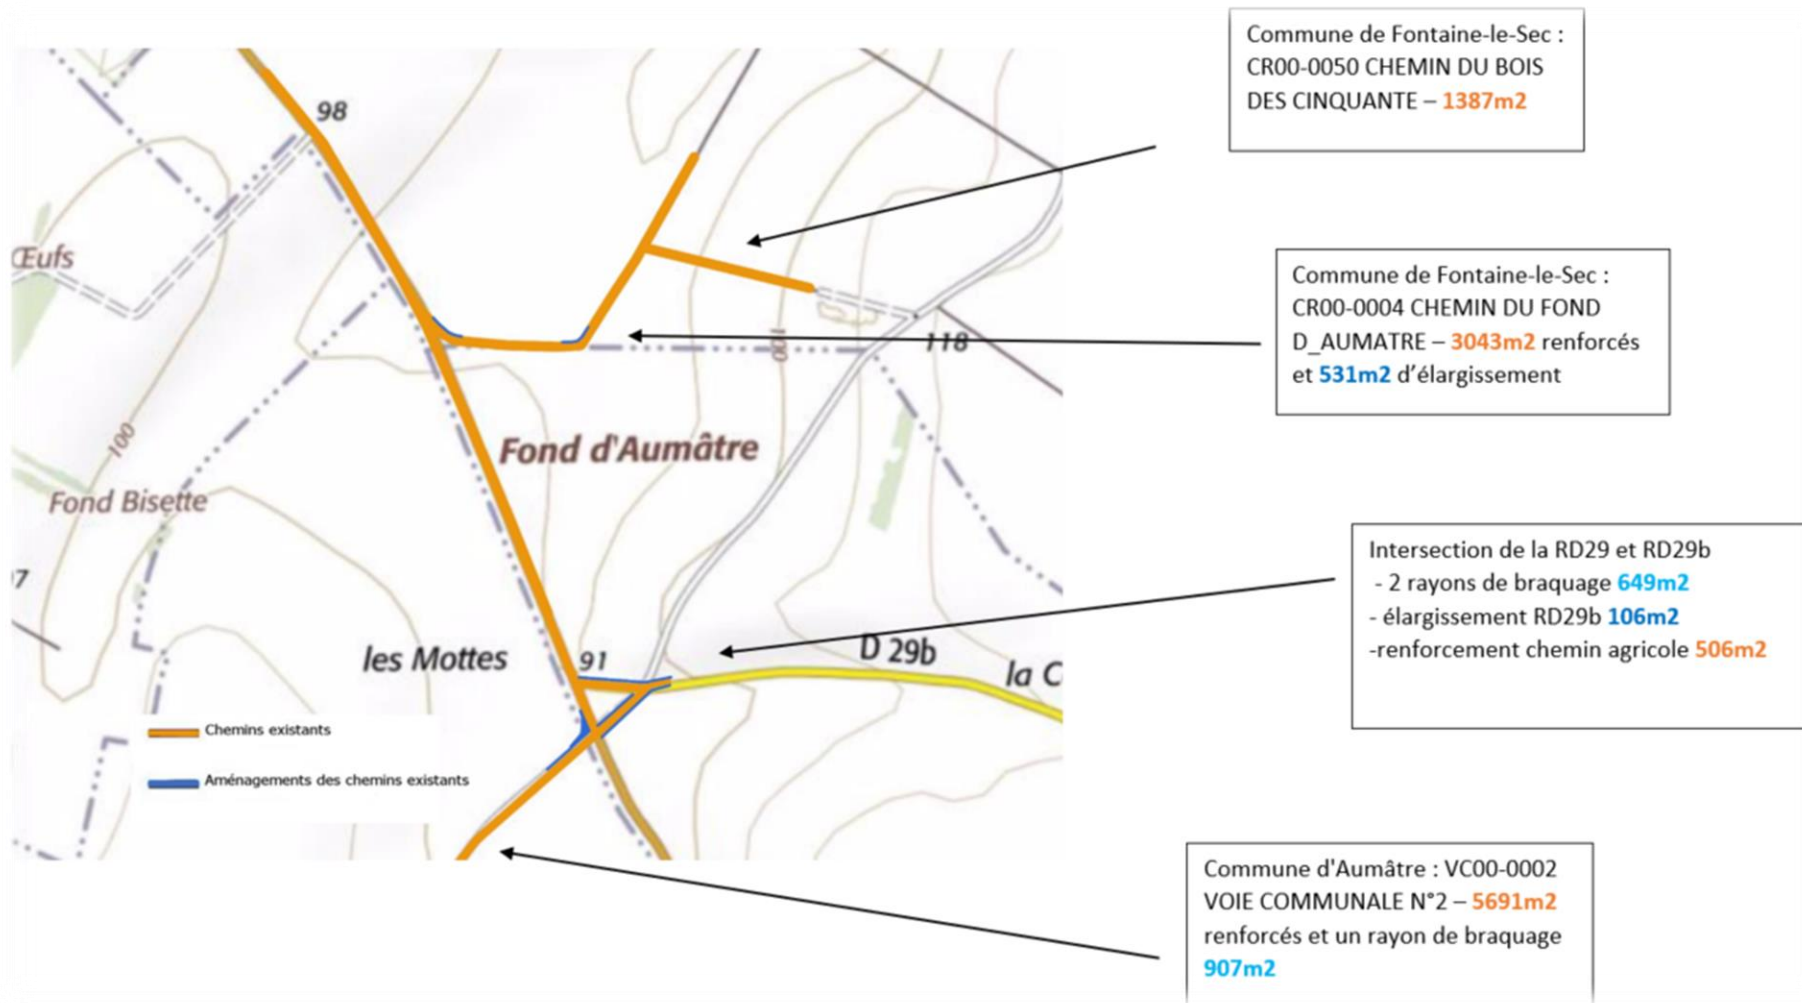 Commune de Fontaine-le-Sec :
CR00-0050 CHEMIN DU BOIS
DES CINQUANTE – 1387m2
98
Œufs
Commune de Fontaine-le-Sec :
CR00-0004 CHEMIN DU FOND
D_AUMATRE – 3043m2 renforcés
et 531m2 d’élargissement
100
118
100
Fond d'Aumâtre
Fond Bisette
Intersection de la RD29 et RD29b
- 2 rayons de braquage 649m2
- élargissement RD29b 106m2
-renforcement chemin agricole 506m2
7
les Mottes
91
D 29b
la C
Chemins existants
Aménagements des chemins existants
Commune d'Aumâtre : VC00-0002
VOIE COMMUNALE N°2 – 5691m2
renforcés et un rayon de braquage
907m2